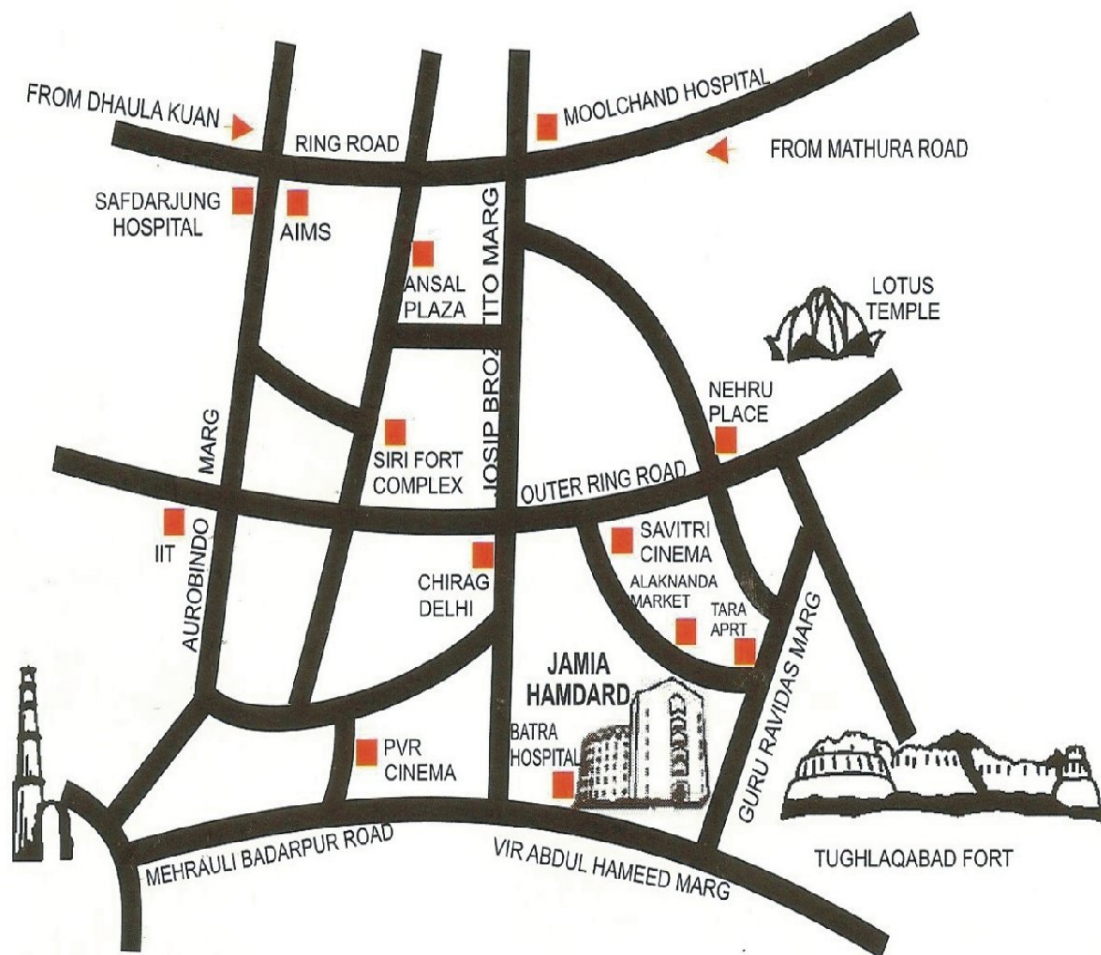 FROM DHAULA KUAN
RING ROAD
MOOLCHAND HOSPITAL
FROM MATHURA ROAD
SAFDARJUNG
HOSPITAL
AIMS
ANSAL
PLAZA
JOSIP BROZ TITO MARG
LOTUS
TEMPLE
NEHRU
PLACE
AUROBINDO MARG
SIRI FORT
COMPLEX
OUTER RING ROAD
IIT
CHIRAG
DELHI
SAVITRI
CINEMA
ALAKNANDA
MARKET
TARA
APRT
GURU RAVIDAS MARG
JAMIA
HAMDARD
BATRA
HOSPITAL
PVR
CINEMA
MEHRAULI BADARPUR ROAD
VIR ABDUL HAMEED MARG
TUGHLAQABAD FORT